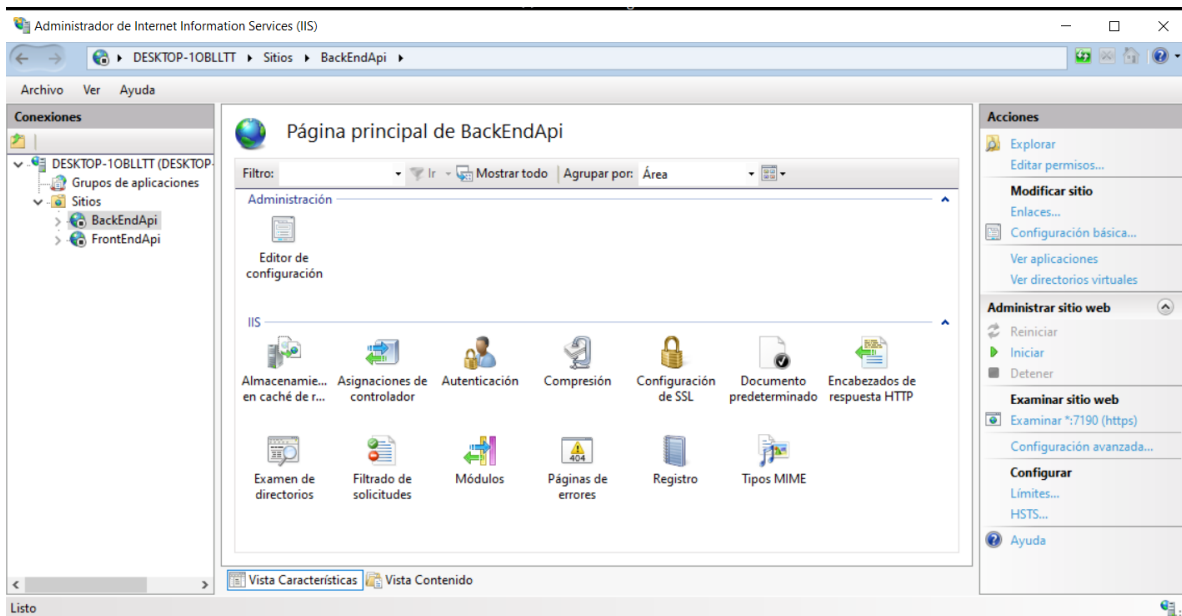 Administrador de Internet Information Services (IIS)
DESKTOP-1OBLLTT Sitios BackEndApi
Archivo Ver Ayuda
Conexiones
DESKTOP-1OBLLTT (DESKTOP-
Grupos de aplicaciones
Sitios
BackEndApi
FrontEndApi
Página principal de BackEndApi
Filtro: Ir Mostrar todo Agrupar por: Área
Administración
Editor de
configuración
IIS
Almacenamie...
en caché de r...
Asignaciones de
controlador
Autenticación
Compresión
Configuración
de SSL
Documento
predeterminado
Encabezados de
respuesta HTTP
Examen de
directorios
Filtrado de
solicitudes
Módulos
404
Páginas de
errores
Registro
Tipos MIME
Vista Características Vista Contenido
Acciones
Explorar
Editar permisos...
Modificar sitio
Enlaces...
Configuración básica...
Ver aplicaciones
Ver directorios virtuales
Administrar sitio web
Reiniciar
Iniciar
Detener
Examinar sitio web
Examinar *:7190 (https)
Configuración avanzada...
Configurar
Límites...
HSTS...
Ayuda
Listo